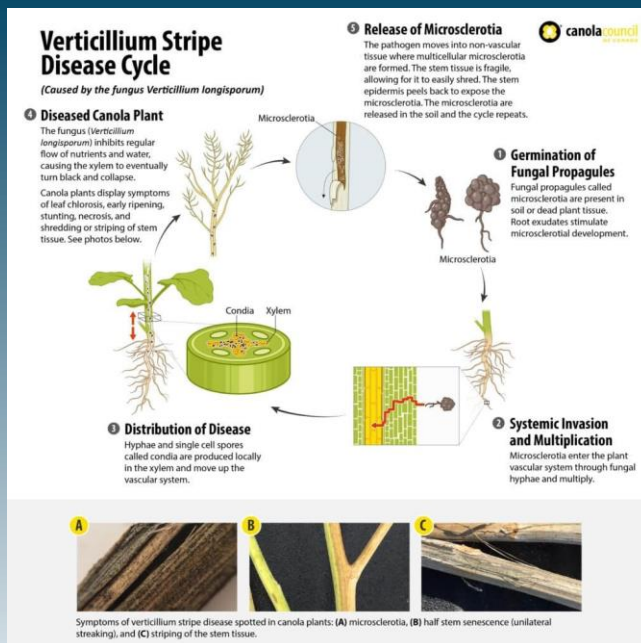 Verticillium Stripe
Disease Cycle
(Caused by the fungus Verticillium longisporum)
canolacouncil
OF CANADA
5 Release of Microsclerotia
The pathogen moves into non-vascular
tissue where multicellular microsclerotia
are formed. The stem tissue is fragile,
allowing for it to easily shred. The stem
epidermis peels back to expose the
microsclerotia. The microsclerotia are
released in the soil and the cycle repeats.
4 Diseased Canola Plant
The fungus (Verticillium
longisporum) inhibits regular
flow of nutrients and water,
causing the xylem to eventually
turn black and collapse.
Canola plants display symptoms
of leaf chlorosis, early ripening,
stunting, necrosis, and
shredding or striping of stem
tissue. See photos below.
Microsclerotia
1 Germination of
Fungal Propagules
Fungal propagules called
microsclerotia are present in
soil or dead plant tissue.
Root exudates stimulate
microsclerotial development.
Microsclerotia
Condia
Xylem
3 Distribution of Disease
Hyphae and single cell spores
called condia are produced locally
in the xylem and move up the
vascular system.
2 Systemic Invasion
and Multiplication
Microsclerotia enter the plant
vascular system through fungal
hyphae and multiply.
A
B
C
Symptoms of verticillium stripe disease spotted in canola plants: (A) microsclerotia, (B) half stem senescence (unilateral
streaking), and (C) striping of the stem tissue.